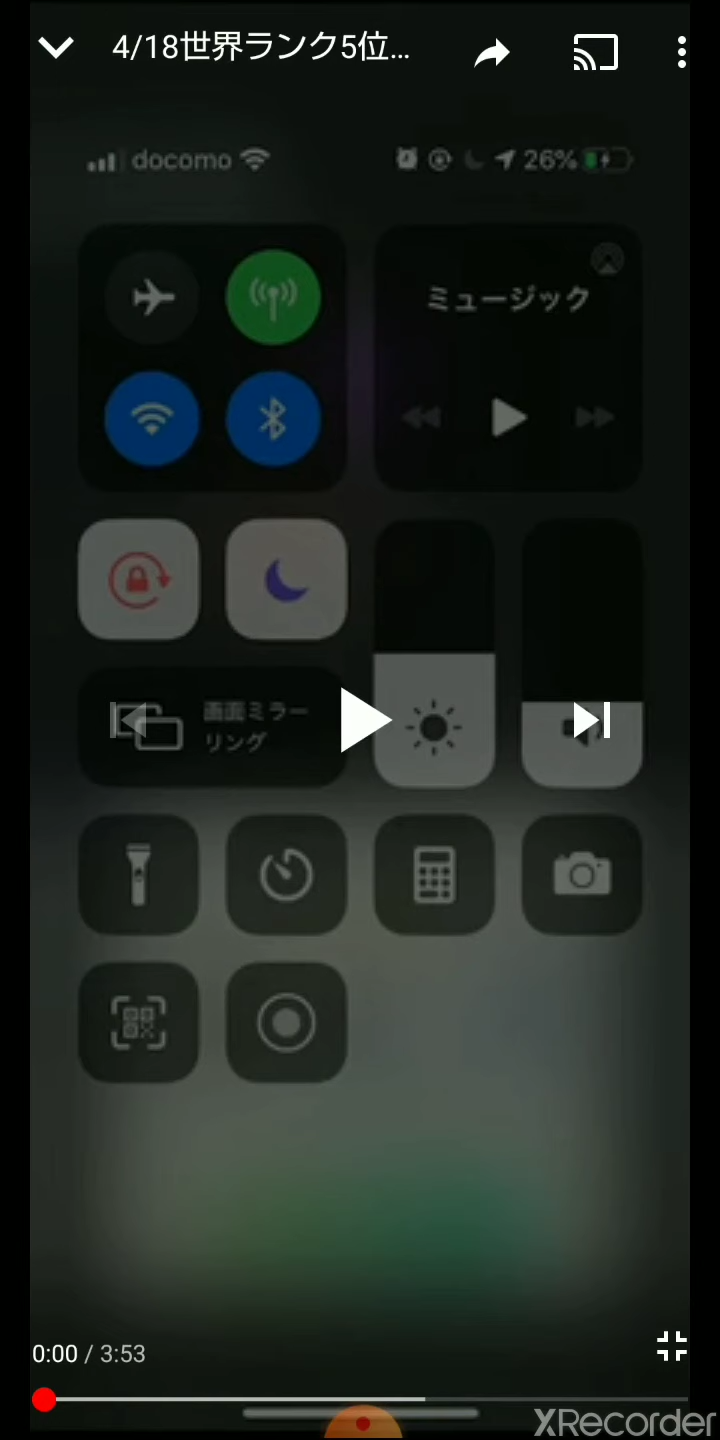 4/18世界ランク5位...
docomo 26%
ミュージック
画面ミラー
リング
0:00 / 3:53
XRecorder